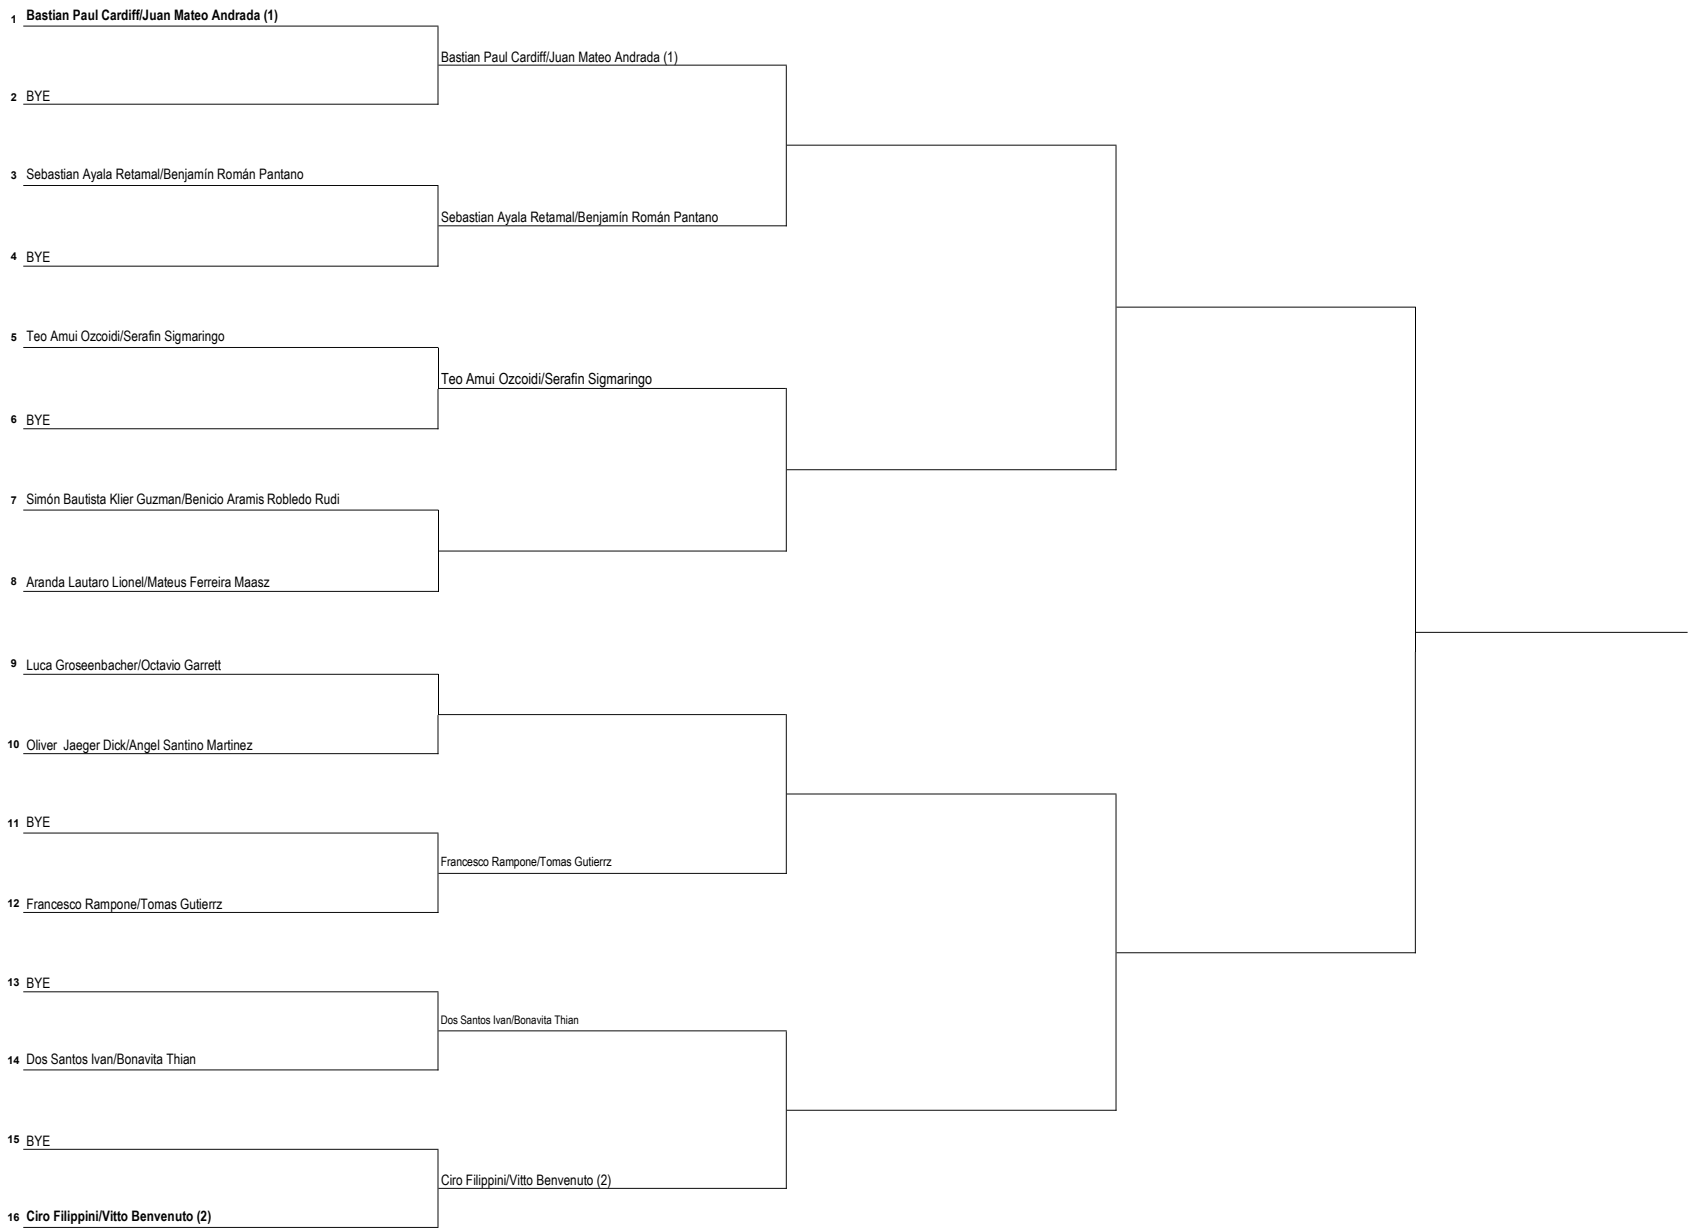 1 Bastian Paul Cardiff/Juan Mateo Andrada (1)
Bastian Paul Cardiff/Juan Mateo Andrada (1)
2 BYE
3 Sebastian Ayala Retamal/Benjamín Román Pantano
Sebastian Ayala Retamal/Benjamín Román Pantano
4 BYE
5 Teo Amui Ozcoidi/Serafin Sigmaringo
Teo Amui Ozcoidi/Serafin Sigmaringo
6 BYE
7 Simón Bautista Klier Guzman/Benicio Aramis Robledo Rudi
8 Aranda Lautaro Lionel/Mateus Ferreira Maasz
9 Luca Groseenbacher/Octavio Garrett
10 Oliver Jaeger Dick/Angel Santino Martinez
11 BYE
Francesco Rampone/Tomas Gutierrz
12 Francesco Rampone/Tomas Gutierrz
13 BYE
Dos Santos Ivan/Bonavita Thian
14 Dos Santos Ivan/Bonavita Thian
15 BYE
Ciro Filippini/Vitto Benvenuto (2)
16 Ciro Filippini/Vitto Benvenuto (2)